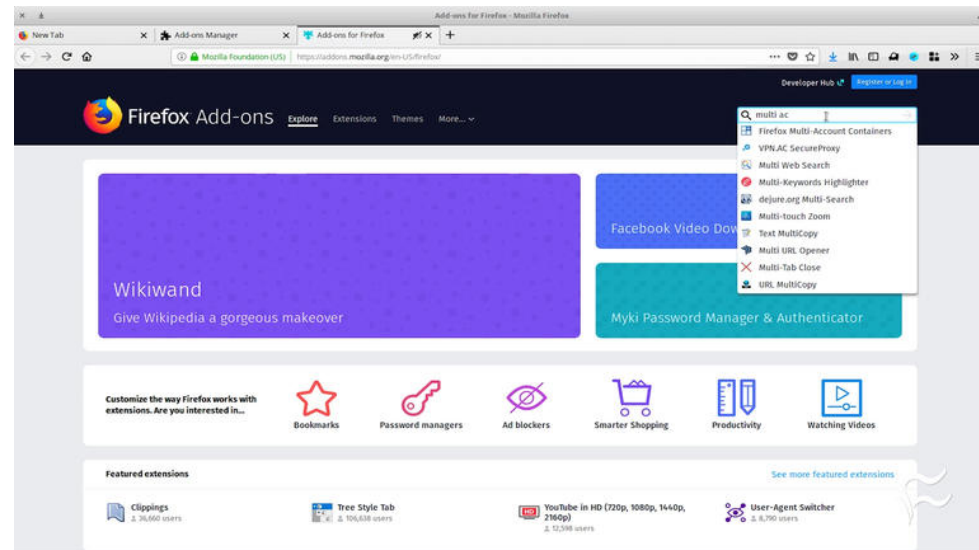 Add-ons for Firefox - Mozilla Firefox
New Tab
Add-ons Manager
Add-ons for Firefox
Mozilla Foundation (US)
https://addons.mozilla.org/en-US/firefox/
Developer Hub
Register or Log in
Firefox Add-ons
Explore
Extensions
Themes
More...
multi ac
Firefox Multi-Account Containers
VPN.AC SecureProxy
Multi Web Search
Multi-Keywords Highlighter
dejure.org Multi-Search
Multi-touch Zoom
Text MultiCopy
Multi URL Opener
Multi-Tab Close
URL MultiCopy
Wikiwand
Give Wikipedia a gorgeous makeover
Facebook Video Dow
Myki Password Manager & Authenticator
Customize the way Firefox works with
extensions. Are you interested in...
Bookmarks
Password managers
Ad blockers
Smarter Shopping
Productivity
Watching Videos
Featured extensions
See more featured extensions
Clippings
36,660 users
Tree Style Tab
106,638 users
HD
YouTube in HD (720p, 1080p, 1440p,
2160p)
12,598 users
User-Agent Switcher
8,790 users